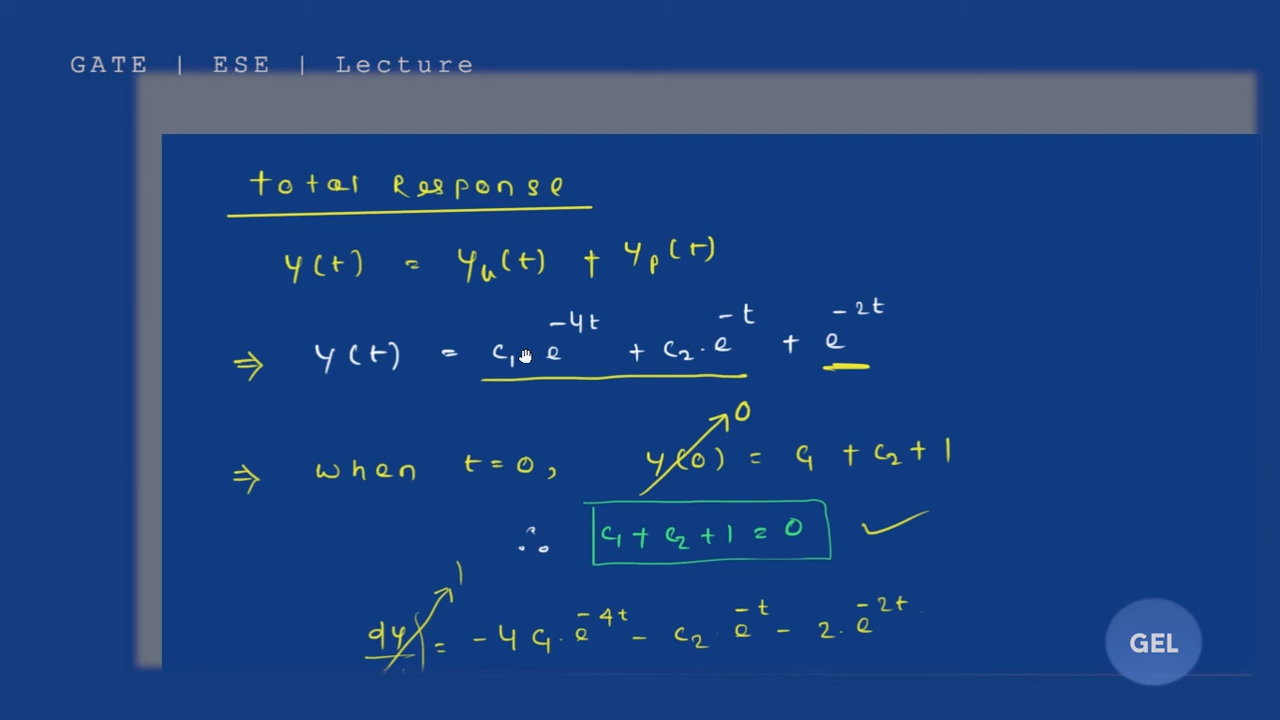 GATE | ESE | Lecture
Total Response
y(t) = yₕ(t) + yₚ(t)
⇒ y(t) = c₁.e^-4t + c₂.e^-t + e^-2t
⇒ when t=0, y(0) = c₁ + c₂ + 1
0
∴ c₁ + c₂ + 1 = 0 ✓
1
dy = -4 c₁.e^-4t - c₂.e^-t - 2.e^-2t
GEL